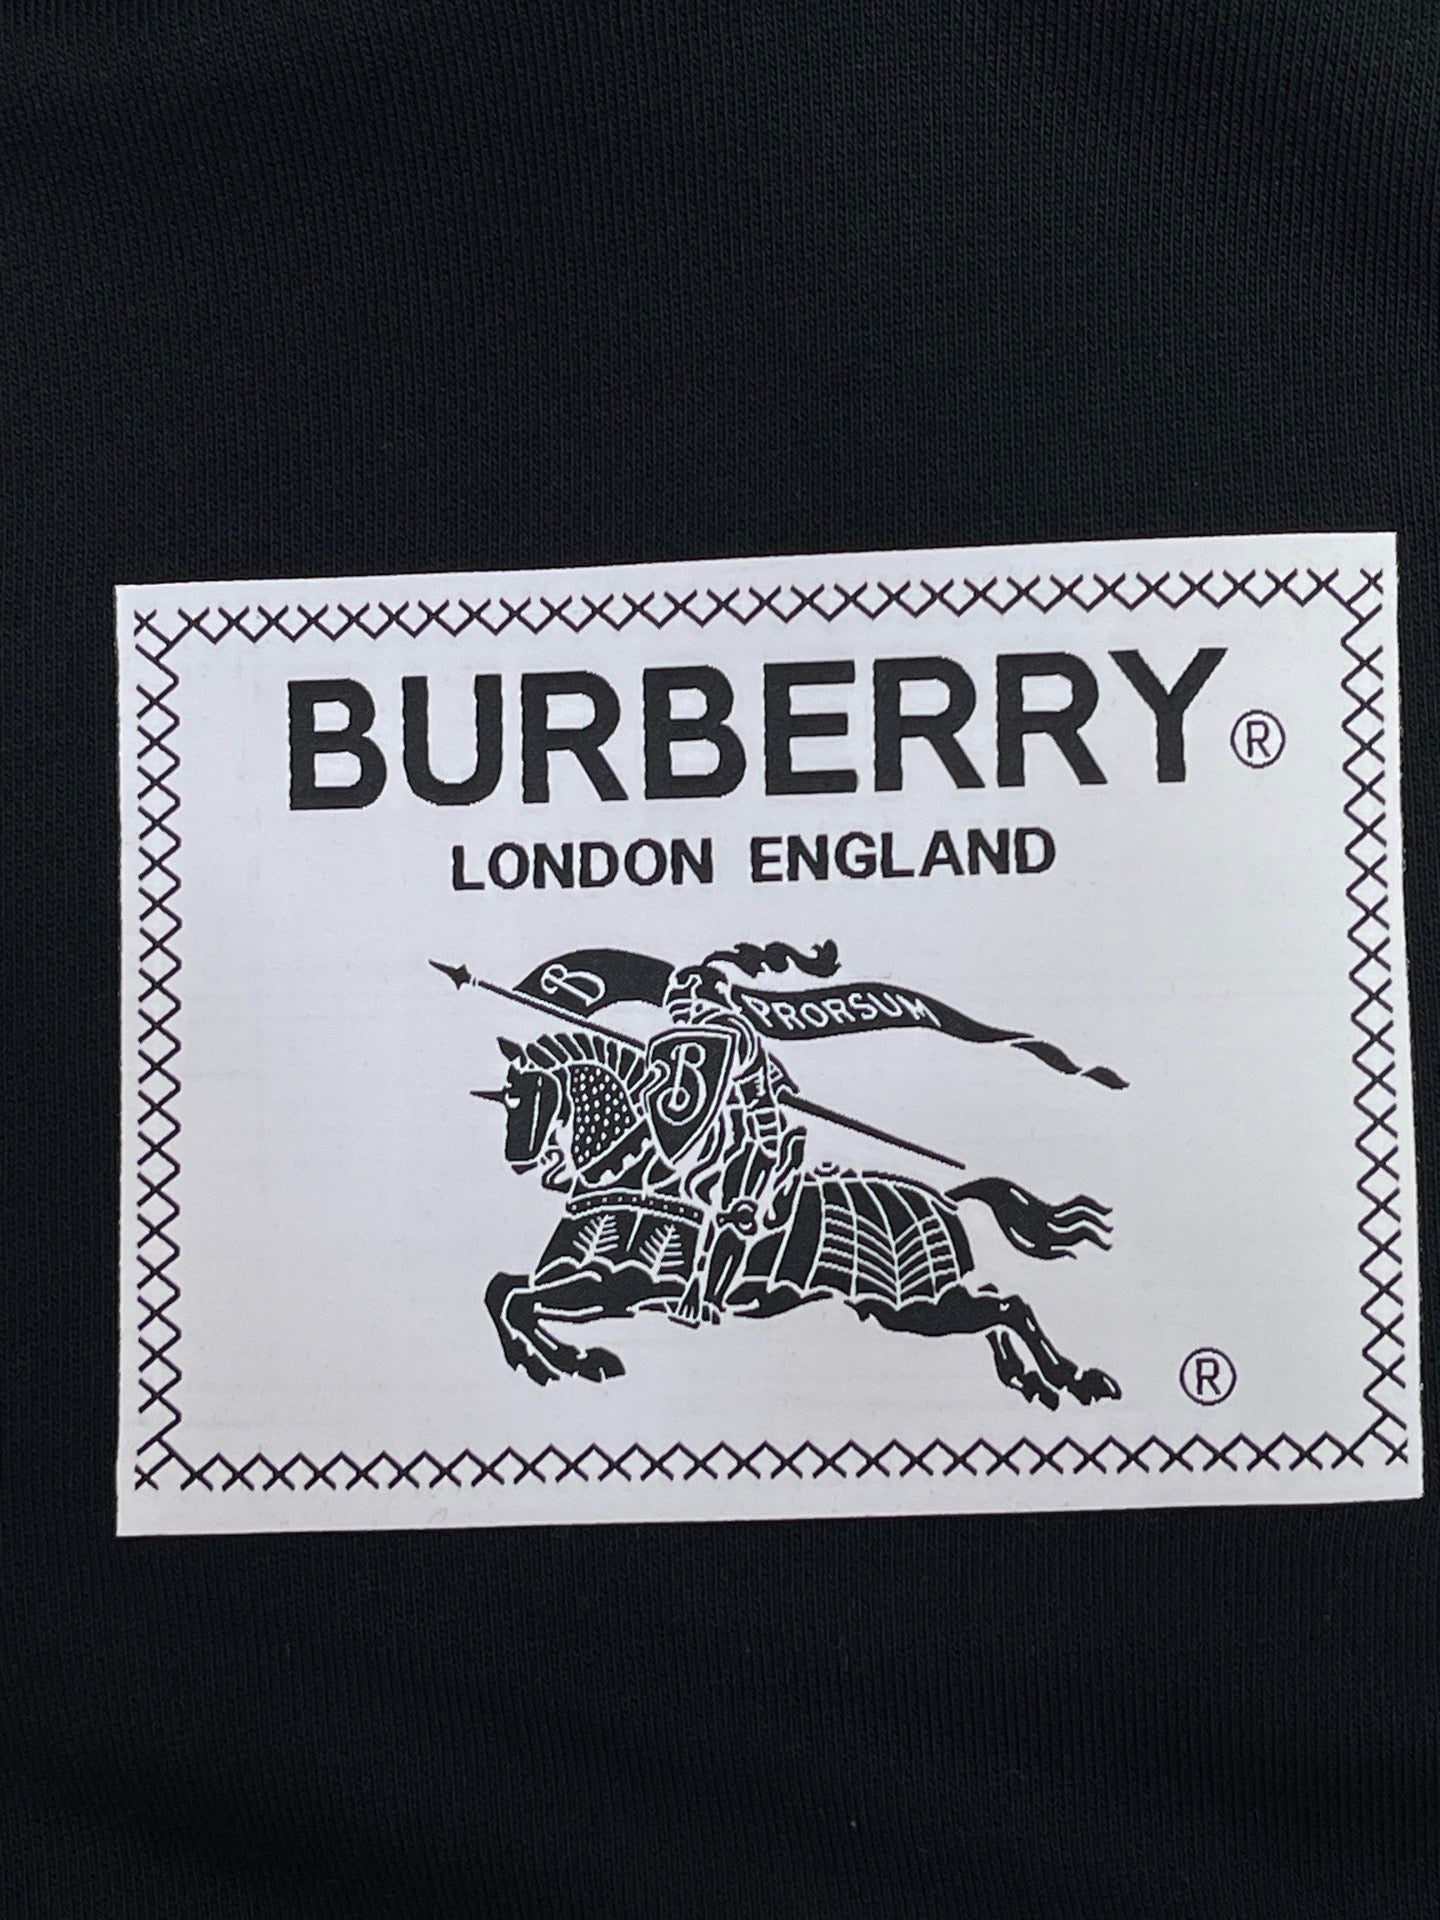 BURBERRY®
LONDON ENGLAND
B PRORSUM
B
®